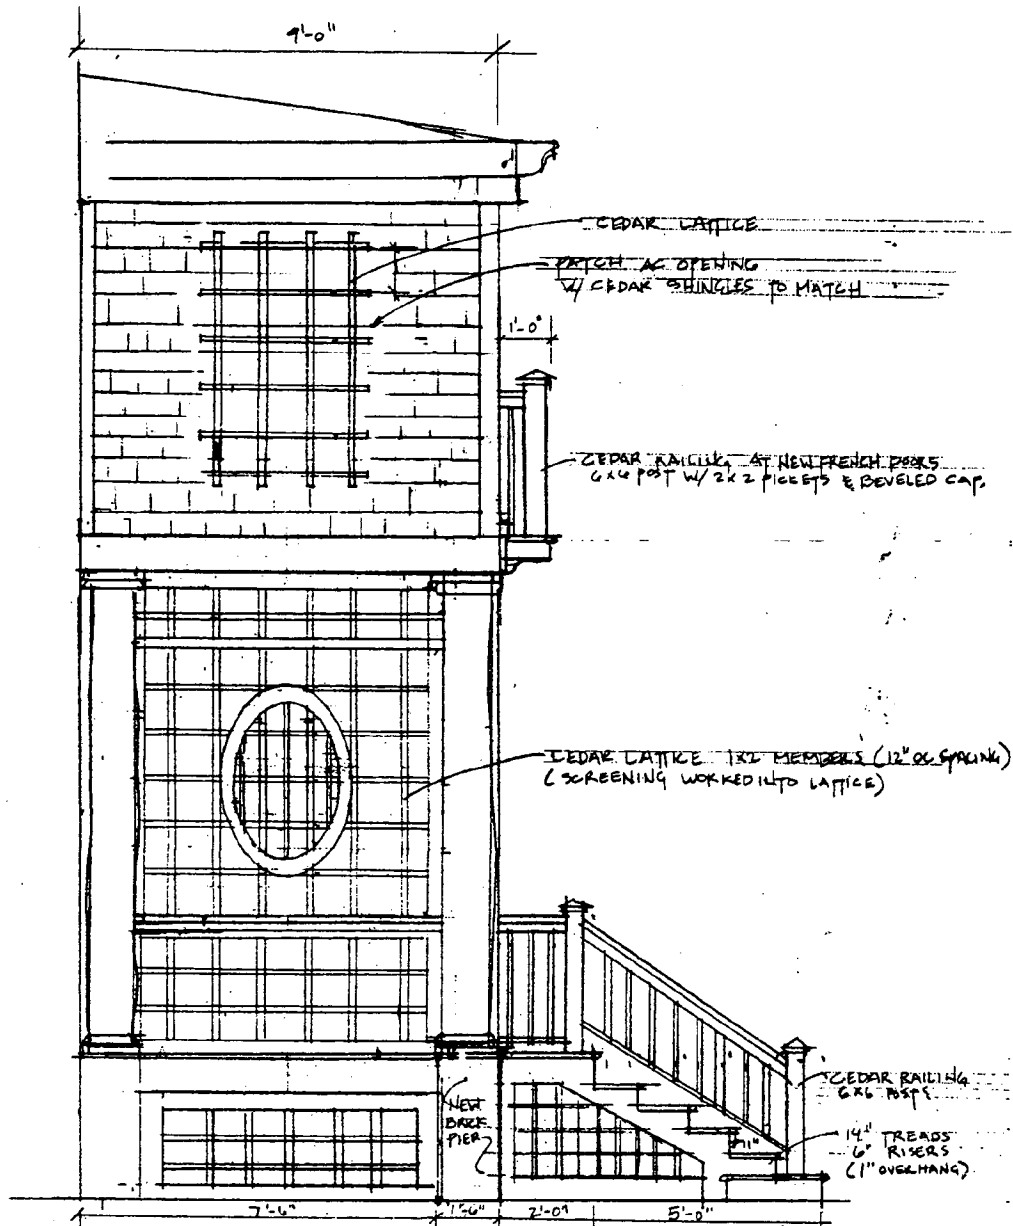 9'-0"
CEDAR LATTICE
PATCH AC OPENING
W/ CEDAR SHINGLES TO MATCH
1'-0"
CEDAR RAILING AT NEW FRENCH DOORS
6x6 POST W/ 2x2 PICKETS & BEVELED CAP.
CEDAR LATTICE 1x2 MEMBERS (12" OC SPACING)
(SCREENING WORKED INTO LATTICE)
CEDAR RAILING
6x6 POSTS
NEW
BRICK
PIER
14" TREADS
6" RISERS
(1" OVERHANG)
7'-6"
1'-6"
2'-0"
5'-0"